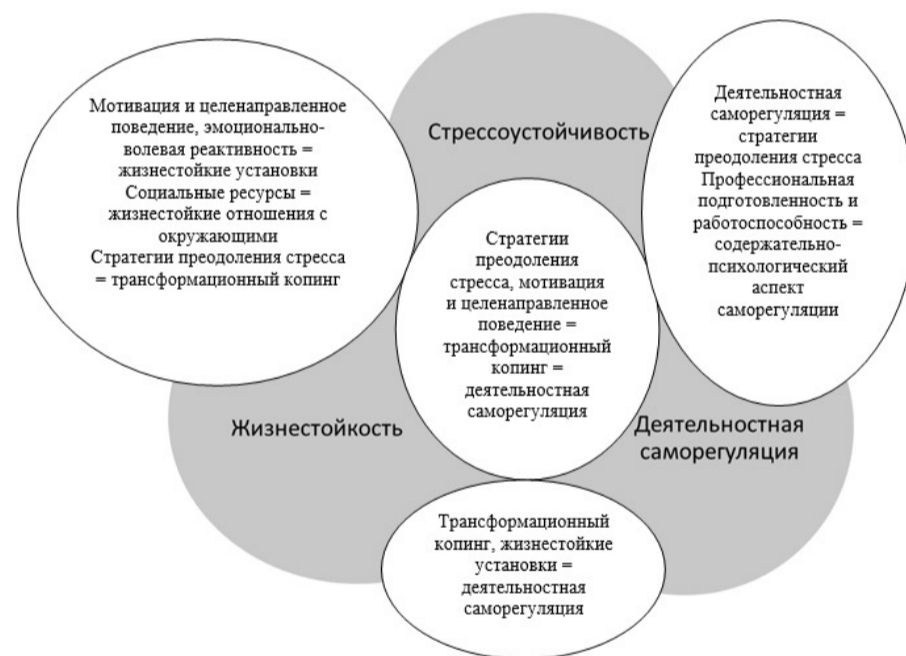 Мотивация и целенаправленное
поведение, эмоционально-
волевая реактивность =
жизнестойкие установки
Социальные ресурсы =
жизнестойкие отношения с
окружающими
Стратегии преодоления стресса
= трансформационный копинг
Стрессоустойчивость
Деятельностная
саморегуляция =
стратегии
преодоления стресса
Профессиональная
подготовленность и
работоспособность =
содержательно-
психологический
аспект
саморегуляции
Стратегии
преодоления
стресса, мотивация
и целенаправленное
поведение =
трансформационный
копинг =
деятельностная
саморегуляция
Жизнестойкость
Деятельностная
саморегуляция
Трансформационный
копинг, жизнестойкие
установки =
деятельностная
саморегуляция